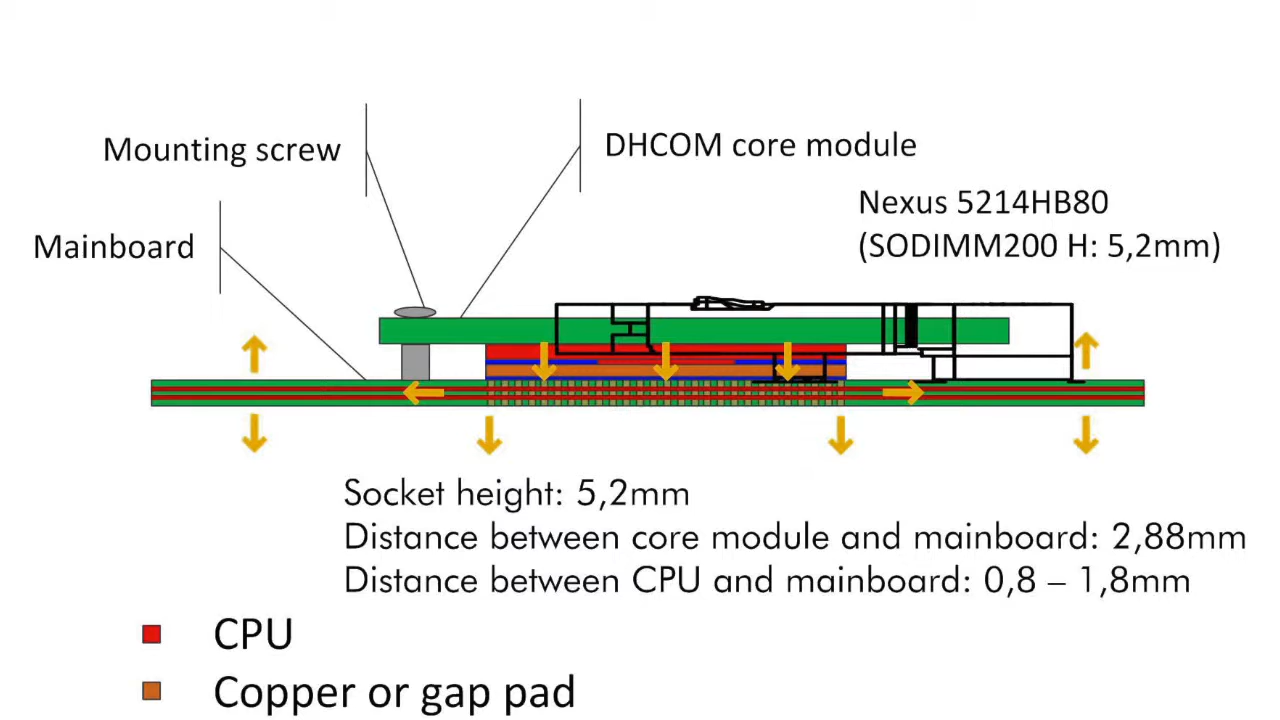 Mounting screw
DHCOM core module
Nexus 5214HB80
Mainboard
(SODIMM200 H: 5,2mm)
Socket height: 5,2mm
Distance between core module and mainboard: 2,88mm
Distance between CPU and mainboard: 0,8 – 1,8mm
CPU
Copper or gap pad